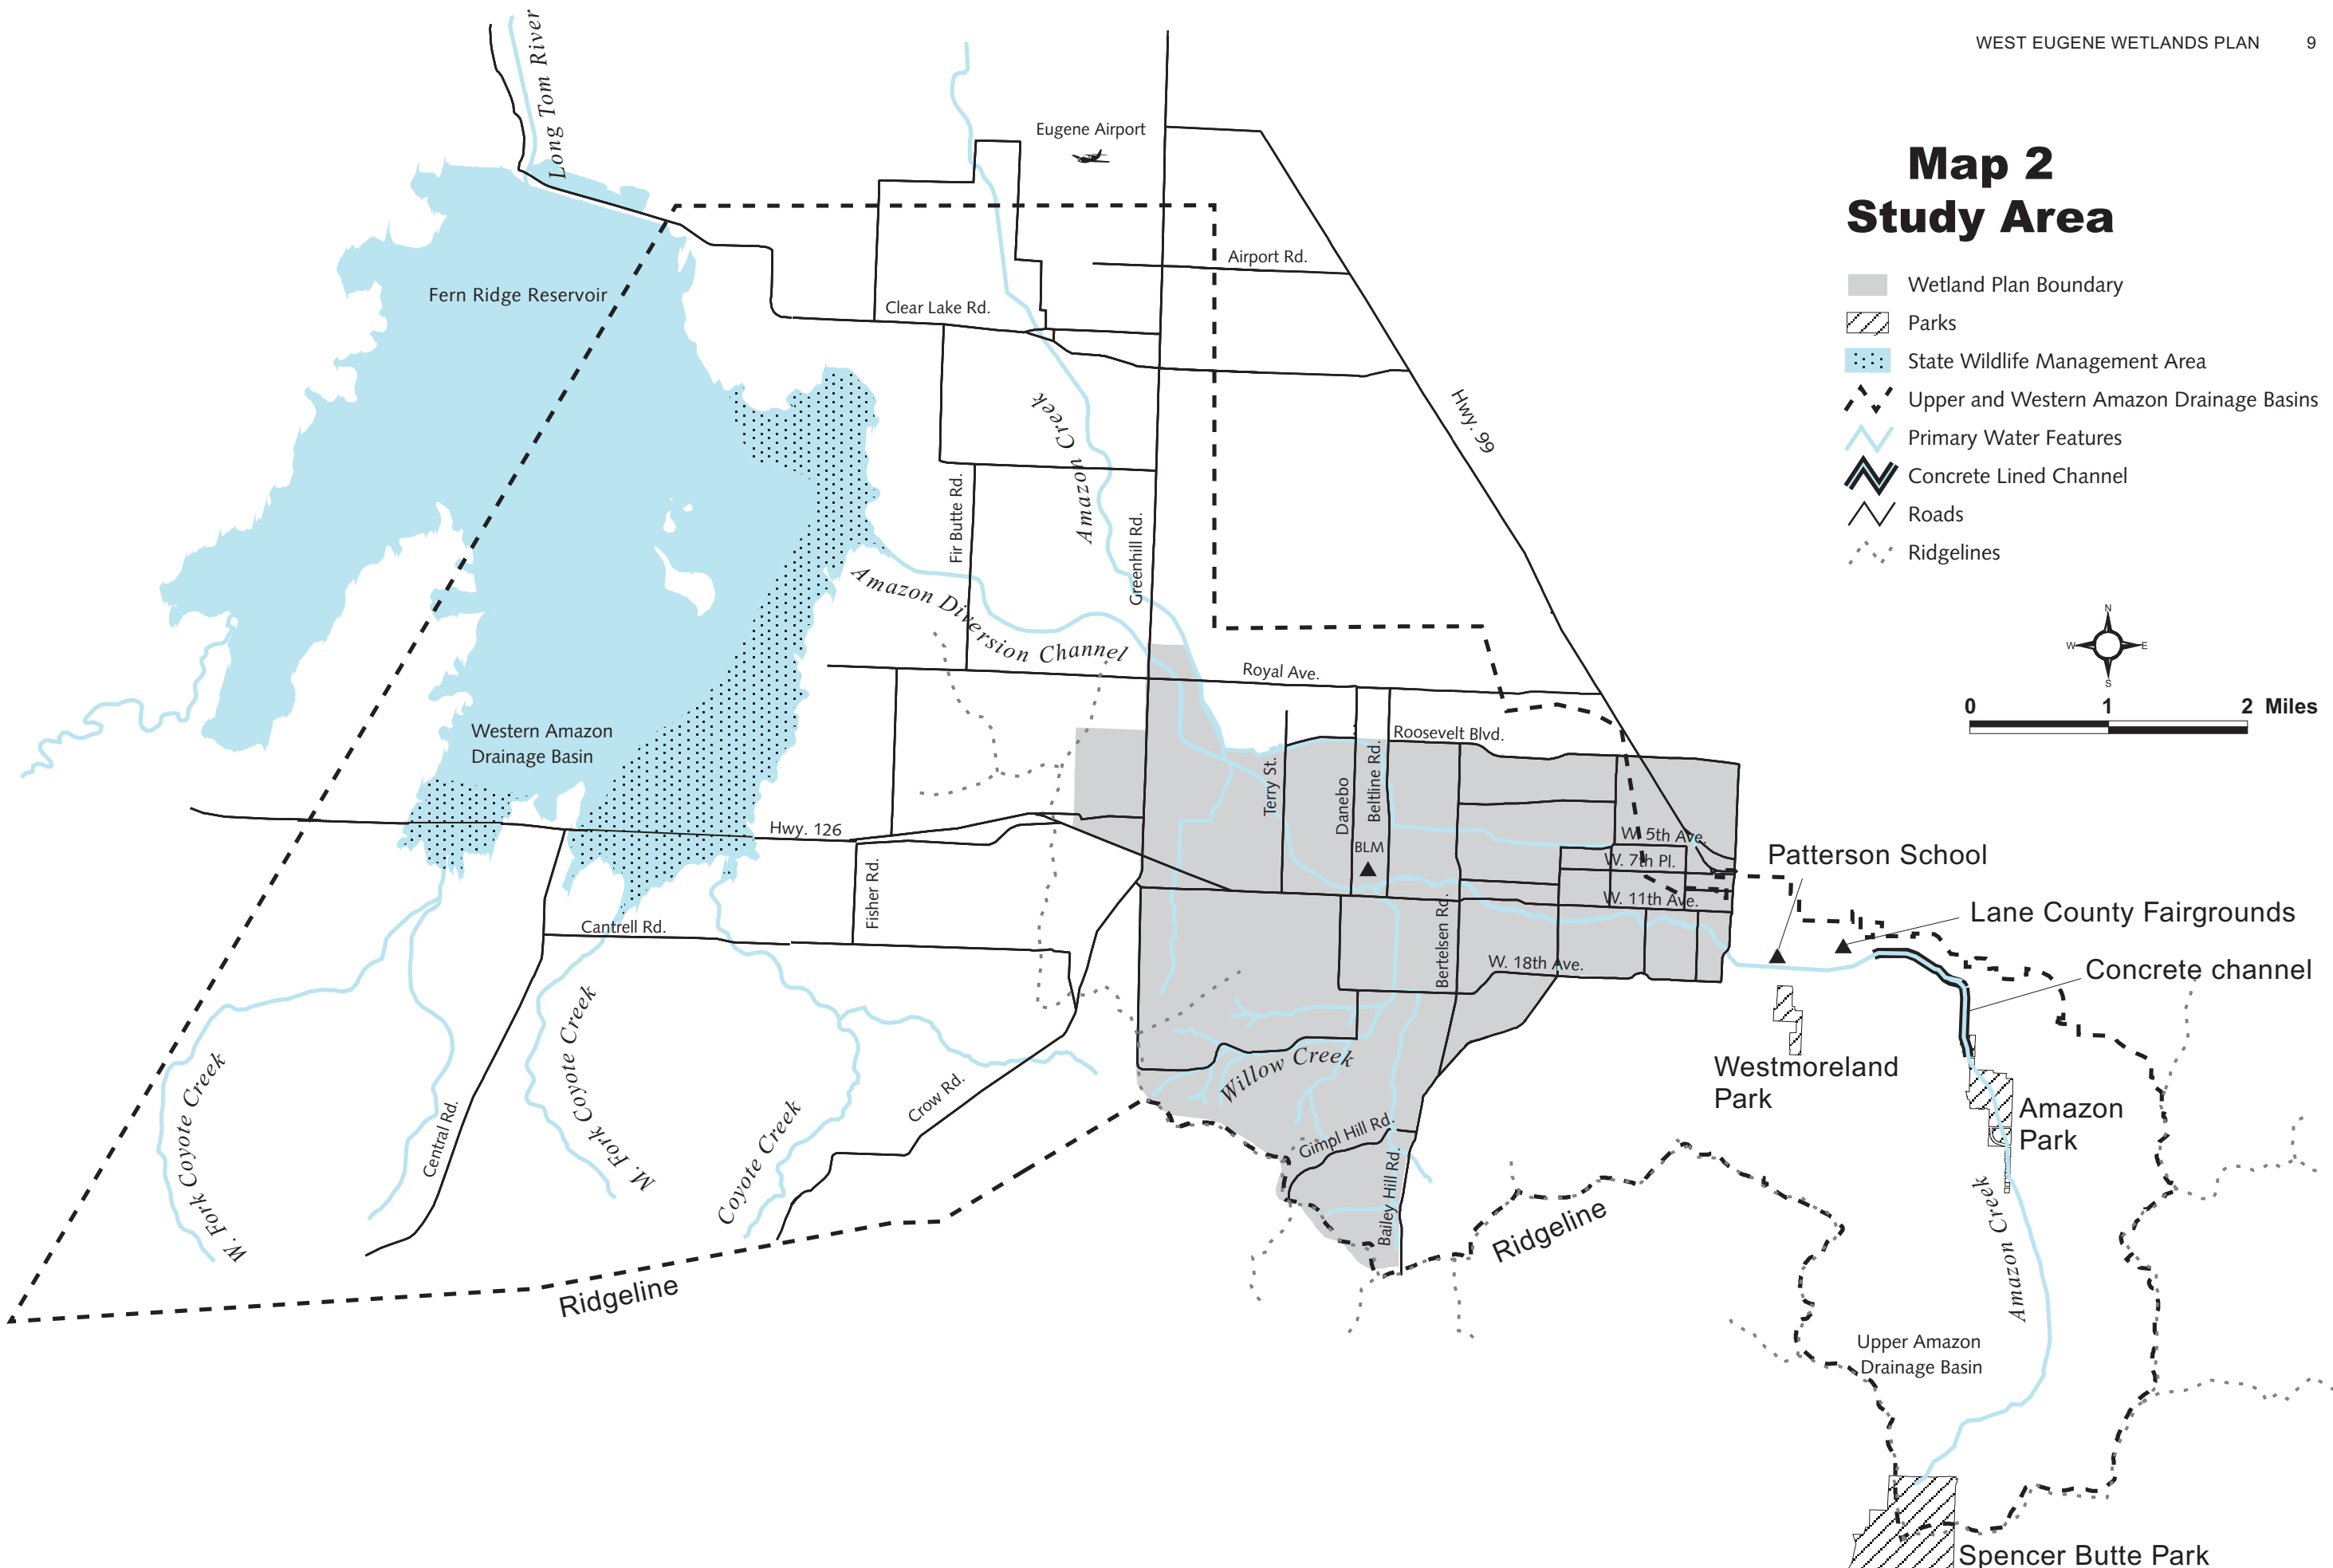 WEST EUGENE WETLANDS PLAN 9
Map 2
Study Area
Wetland Plan Boundary
Parks
State Wildlife Management Area
Upper and Western Amazon Drainage Basins
Primary Water Features
Concrete Lined Channel
Roads
Ridgelines
N
W
E
S
0 1 2 Miles
Long Tom River
Eugene Airport
Airport Rd.
Fern Ridge Reservoir
Clear Lake Rd.
Hwy. 99
Amazon Creek
Fir Butte Rd.
Greenhill Rd.
Amazon Diversion Channel
Royal Ave.
Western Amazon
Drainage Basin
Roosevelt Blvd.
Terry St.
Danebo
Beltline Rd.
Hwy. 126
BLM
W. 5th Ave.
W. 7th Pl.
W. 11th Ave.
Patterson School
Lane County Fairgrounds
Concrete channel
Fisher Rd.
Cantrell Rd.
Bertelsen Rd.
W. 18th Ave.
Westmoreland
Park
Amazon
Park
W. Fork Coyote Creek
Central Rd.
M. Fork Coyote Creek
Coyote Creek
Crow Rd.
Willow Creek
Gimpl Hill Rd.
Bailey Hill Rd.
Ridgeline
Ridgeline
Amazon Creek
Upper Amazon
Drainage Basin
Spencer Butte Park